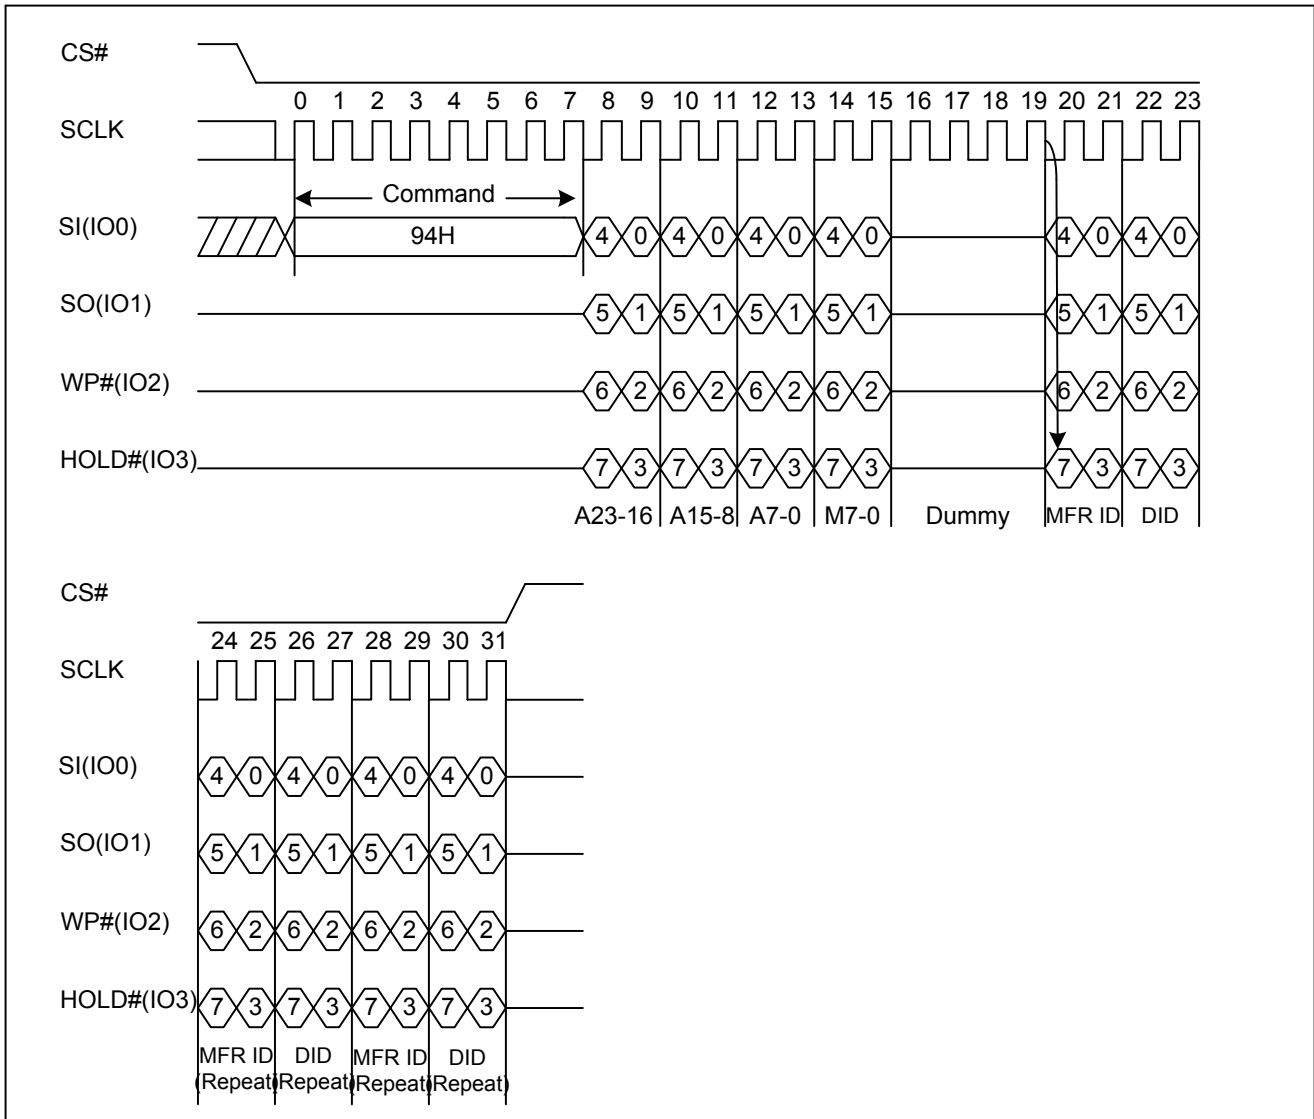 CS#
0 1 2 3 4 5 6 7 8 9 10 11 12 13 14 15 16 17 18 19 20 21 22 23
SCLK
Command
SI(IO0) 94H 4 0 4 0 4 0 4 0 4 0 4 0
SO(IO1) 5 1 5 1 5 1 5 1 5 1 5 1
WP#(IO2) 6 2 6 2 6 2 6 2 6 2 6 2
HOLD#(IO3) 7 3 7 3 7 3 7 3 7 3 7 3
A23-16 A15-8 A7-0 M7-0 Dummy MFR ID DID
CS#
24 25 26 27 28 29 30 31
SCLK
SI(IO0) 4 0 4 0 4 0 4 0
SO(IO1) 5 1 5 1 5 1 5 1
WP#(IO2) 6 2 6 2 6 2 6 2
HOLD#(IO3) 7 3 7 3 7 3 7 3
MFR ID DID MFR ID DID
(Repeat) (Repeat) (Repeat) (Repeat)